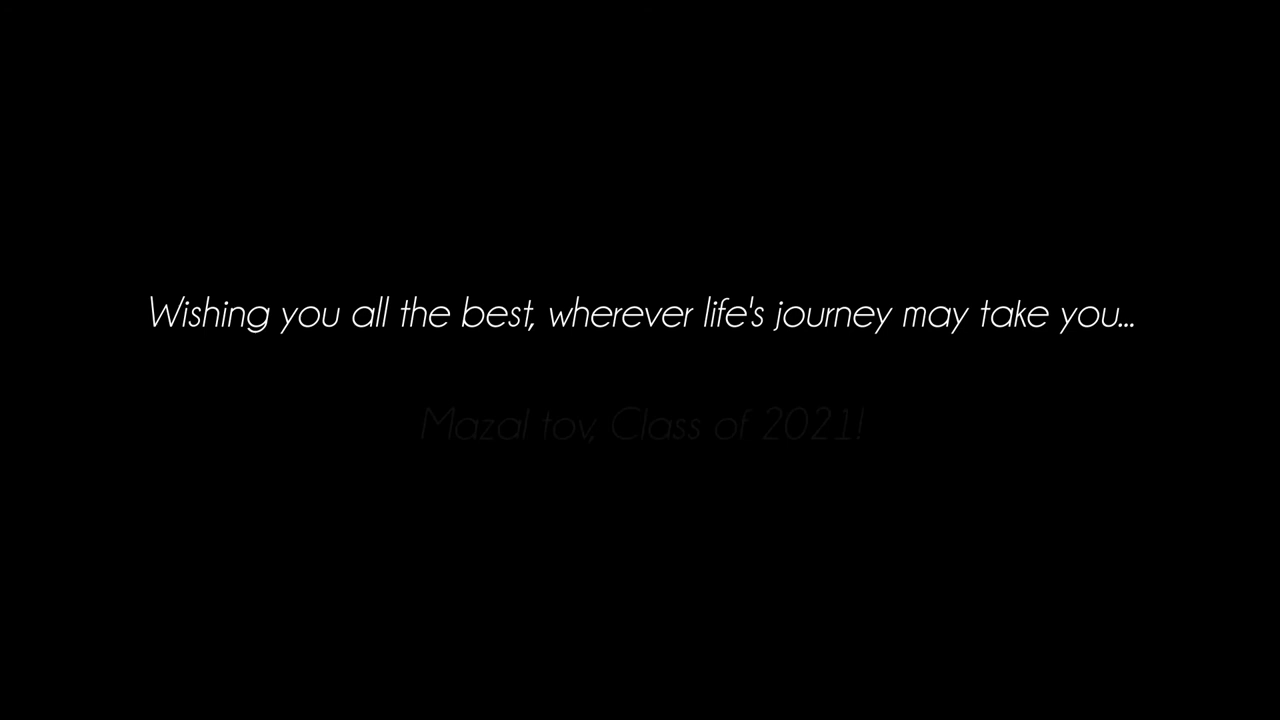 Wishing you all the best, wherever life's journey may take you...
Mazal tov, Class of 2021!